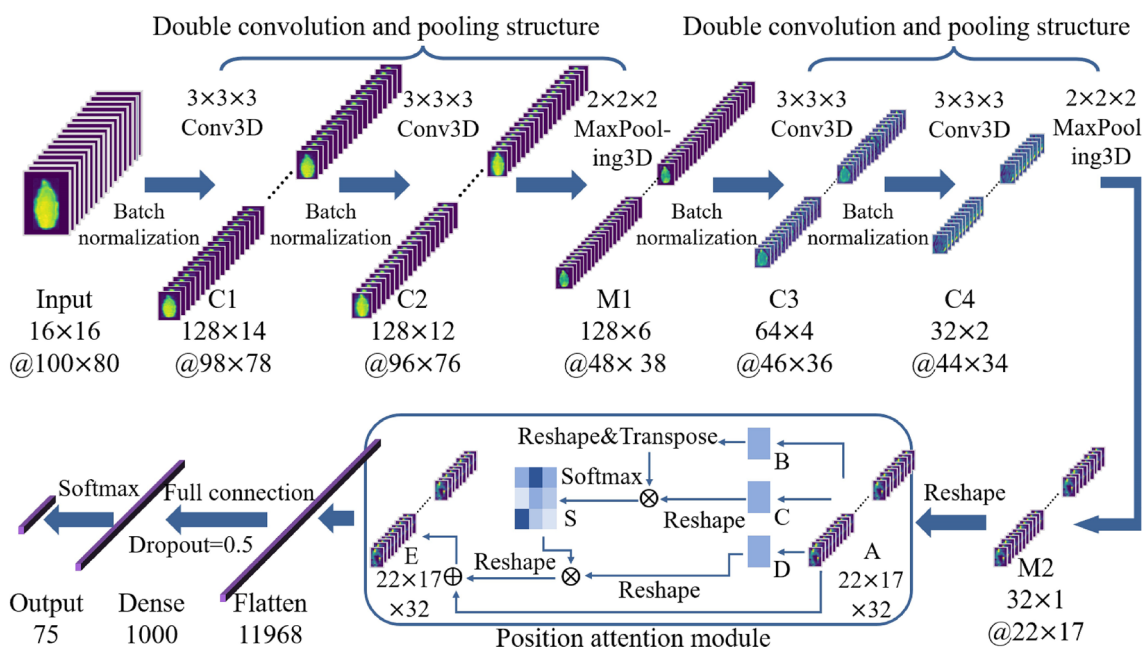 Double convolution and pooling structure
Double convolution and pooling structure
3×3×3
Conv3D
3×3×3
Conv3D
2×2×2
MaxPool-
ing3D
3×3×3
Conv3D
3×3×3
Conv3D
2×2×2
MaxPool
ing3D
Batch
normalization
Batch
normalization
Batch
normalization
Batch
normalization
Input
16×16
@100×80
C1
128×14
@98×78
C2
128×12
@96×76
M1
128×6
@48× 38
C3
64×4
@46×36
C4
32×2
@44×34
Reshape&Transpose
B
Softmax
S
Reshape
C
D
Reshape
Reshape
E
22×17
×32
A
22×17
×32
Position attention module
Reshape
M2
32×1
@22×17
Softmax
Full connection
Dropout=0.5
Output
75
Dense
1000
Flatten
11968